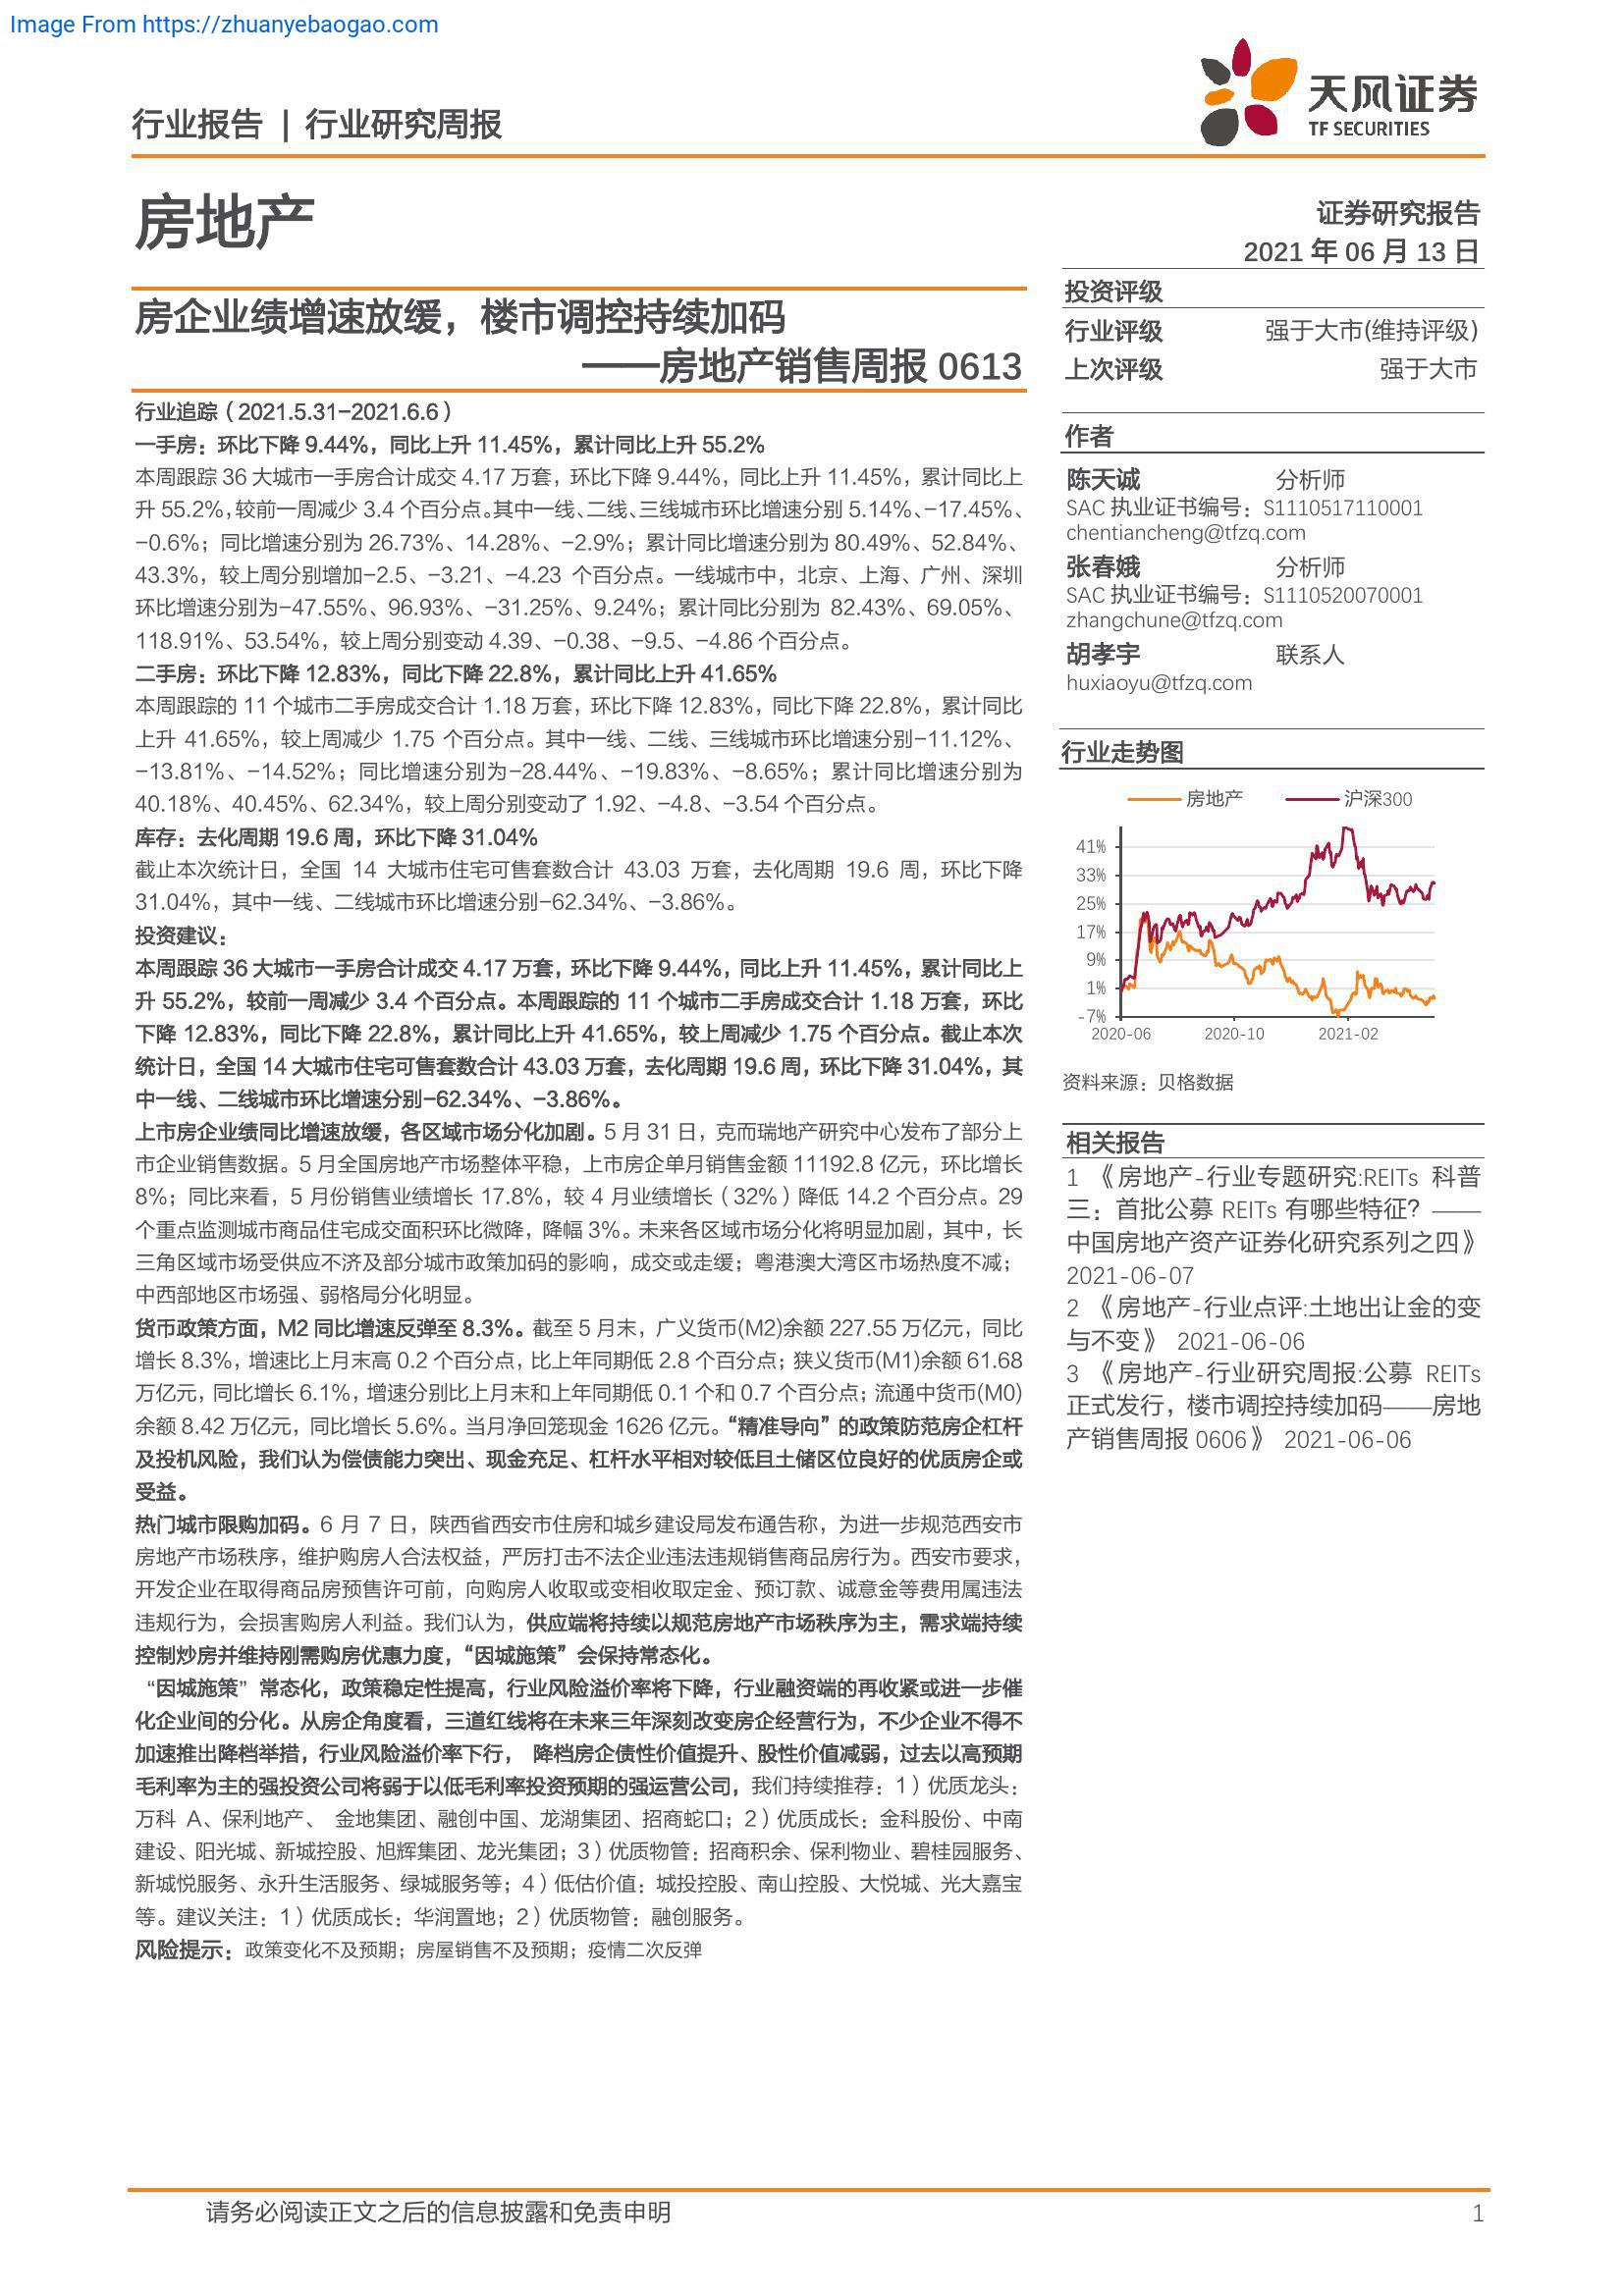 Image From https://zhuanyebaogao.com
行业报告 | 行业研究周报
天风证券
TF SECURITIES
房地产
证券研究报告
2021 年 06 月 13 日
房企业绩增速放缓，楼市调控持续加码
——房地产销售周报 0613
行业追踪（2021.5.31-2021.6.6）
一手房：环比下降 9.44%，同比上升 11.45%，累计同比上升 55.2%
本周跟踪 36 大城市一手房合计成交 4.17 万套，环比下降 9.44%，同比上升 11.45%，累计同比上
升 55.2%，较前一周减少 3.4 个百分点。其中一线、二线、三线城市环比增速分别 5.14%、-17.45%、
-0.6%；同比增速分别为 26.73%、14.28%、-2.9%；累计同比增速分别为 80.49%、52.84%、
43.3%，较上周分别增加-2.5、-3.21、-4.23 个百分点。一线城市中，北京、上海、广州、深圳
环比增速分别为-47.55%、96.93%、-31.25%、9.24%；累计同比分别为 82.43%、69.05%、
118.91%、53.54%，较上周分别变动 4.39、-0.38、-9.5、-4.86 个百分点。
二手房：环比下降 12.83%，同比下降 22.8%，累计同比上升 41.65%
本周跟踪的 11 个城市二手房成交合计 1.18 万套，环比下降 12.83%，同比下降 22.8%，累计同比
上升 41.65%，较上周减少 1.75 个百分点。其中一线、二线、三线城市环比增速分别-11.12%、
-13.81%、-14.52%；同比增速分别为-28.44%、-19.83%、-8.65%；累计同比增速分别为
40.18%、40.45%、62.34%，较上周分别变动了 1.92、-4.8、-3.54 个百分点。
库存：去化周期 19.6 周，环比下降 31.04%
截止本次统计日，全国 14 大城市住宅可售套数合计 43.03 万套，去化周期 19.6 周，环比下降
31.04%，其中一线、二线城市环比增速分别-62.34%、-3.86%。
投资建议：
本周跟踪 36 大城市一手房合计成交 4.17 万套，环比下降 9.44%，同比上升 11.45%，累计同比上
升 55.2%，较前一周减少 3.4 个百分点。本周跟踪的 11 个城市二手房成交合计 1.18 万套，环比
下降 12.83%，同比下降 22.8%，累计同比上升 41.65%，较上周减少 1.75 个百分点。截止本次
统计日，全国 14 大城市住宅可售套数合计 43.03 万套，去化周期 19.6 周，环比下降 31.04%，其
中一线、二线城市环比增速分别-62.34%、-3.86%。
上市房企业绩同比增速放缓，各区域市场分化加剧。5 月 31 日，克而瑞地产研究中心发布了部分上
市企业销售数据。5 月全国房地产市场整体平稳，上市房企单月销售金额 11192.8 亿元，环比增长
8%；同比来看，5 月份销售业绩增长 17.8%，较 4 月业绩增长（32%）降低 14.2 个百分点。29
个重点监测城市商品住宅成交面积环比微降，降幅 3%。未来各区域市场分化将明显加剧，其中，长
三角区域市场受供应不济及部分城市政策加码的影响，成交或走缓；粤港澳大湾区市场热度不减；
中西部地区市场强、弱格局分化明显。
货币政策方面，M2 同比增速反弹至 8.3%。截至 5 月末，广义货币(M2)余额 227.55 万亿元，同比
增长 8.3%，增速比上月末高 0.2 个百分点，比上年同期低 2.8 个百分点；狭义货币(M1)余额 61.68
万亿元，同比增长 6.1%，增速分别比上月末和上年同期低 0.1 个和 0.7 个百分点；流通中货币(M0)
余额 8.42 万亿元，同比增长 5.6%。当月净回笼现金 1626 亿元。“精准导向”的政策防范房企杠杆
及投机风险，我们认为偿债能力突出、现金充足、杠杆水平相对较低且土储区位良好的优质房企或
受益。
热门城市限购加码。6 月 7 日，陕西省西安市住房和城乡建设局发布通告称，为进一步规范西安市
房地产市场秩序，维护购房人合法权益，严厉打击不法企业违法违规销售商品房行为。西安市要求，
开发企业在取得商品房预售许可前，向购房人收取或变相收取定金、预订款、诚意金等费用属违法
违规行为，会损害购房人利益。我们认为，供应端将持续以规范房地产市场秩序为主，需求端持续
控制炒房并维持刚需购房优惠力度，“因城施策”会保持常态化。
“因城施策”常态化，政策稳定性提高，行业风险溢价率将下降，行业融资端的再收紧或进一步催
化企业间的分化。从房企角度看，三道红线将在未来三年深刻改变房企经营行为，不少企业不得不
加速推出降档举措，行业风险溢价率下行， 降档房企债性价值提升、股性价值减弱，过去以高预期
毛利率为主的强投资公司将弱于以低毛利率投资预期的强运营公司，我们持续推荐：1）优质龙头：
万科 A、保利地产、 金地集团、融创中国、龙湖集团、招商蛇口；2）优质成长：金科股份、中南
建设、阳光城、新城控股、旭辉集团、龙光集团；3）优质物管：招商积余、保利物业、碧桂园服务、
新城悦服务、永升生活服务、绿城服务等；4）低估价值：城投控股、南山控股、大悦城、光大嘉宝
等。建议关注：1）优质成长：华润置地；2）优质物管：融创服务。
风险提示：政策变化不及预期；房屋销售不及预期；疫情二次反弹
投资评级
行业评级 强于大市(维持评级)
上次评级 强于大市
作者
陈天诚 分析师
SAC 执业证书编号：S1110517110001
chentiancheng@tfzq.com
张春娥 分析师
SAC 执业证书编号：S1110520070001
zhangchune@tfzq.com
胡孝宇 联系人
huxiaoyu@tfzq.com
行业走势图
房地产 沪深300
41%
33%
25%
17%
9%
1%
-7%
2020-06 2020-10 2021-02
资料来源：贝格数据
相关报告
1 《房地产-行业专题研究:REITs 科普
三：首批公募 REITs 有哪些特征？——
中国房地产资产证券化研究系列之四》
2021-06-07
2 《房地产-行业点评:土地出让金的变
与不变》 2021-06-06
3 《房地产-行业研究周报:公募 REITs
正式发行，楼市调控持续加码——房地
产销售周报 0606》 2021-06-06
请务必阅读正文之后的信息披露和免责申明 1